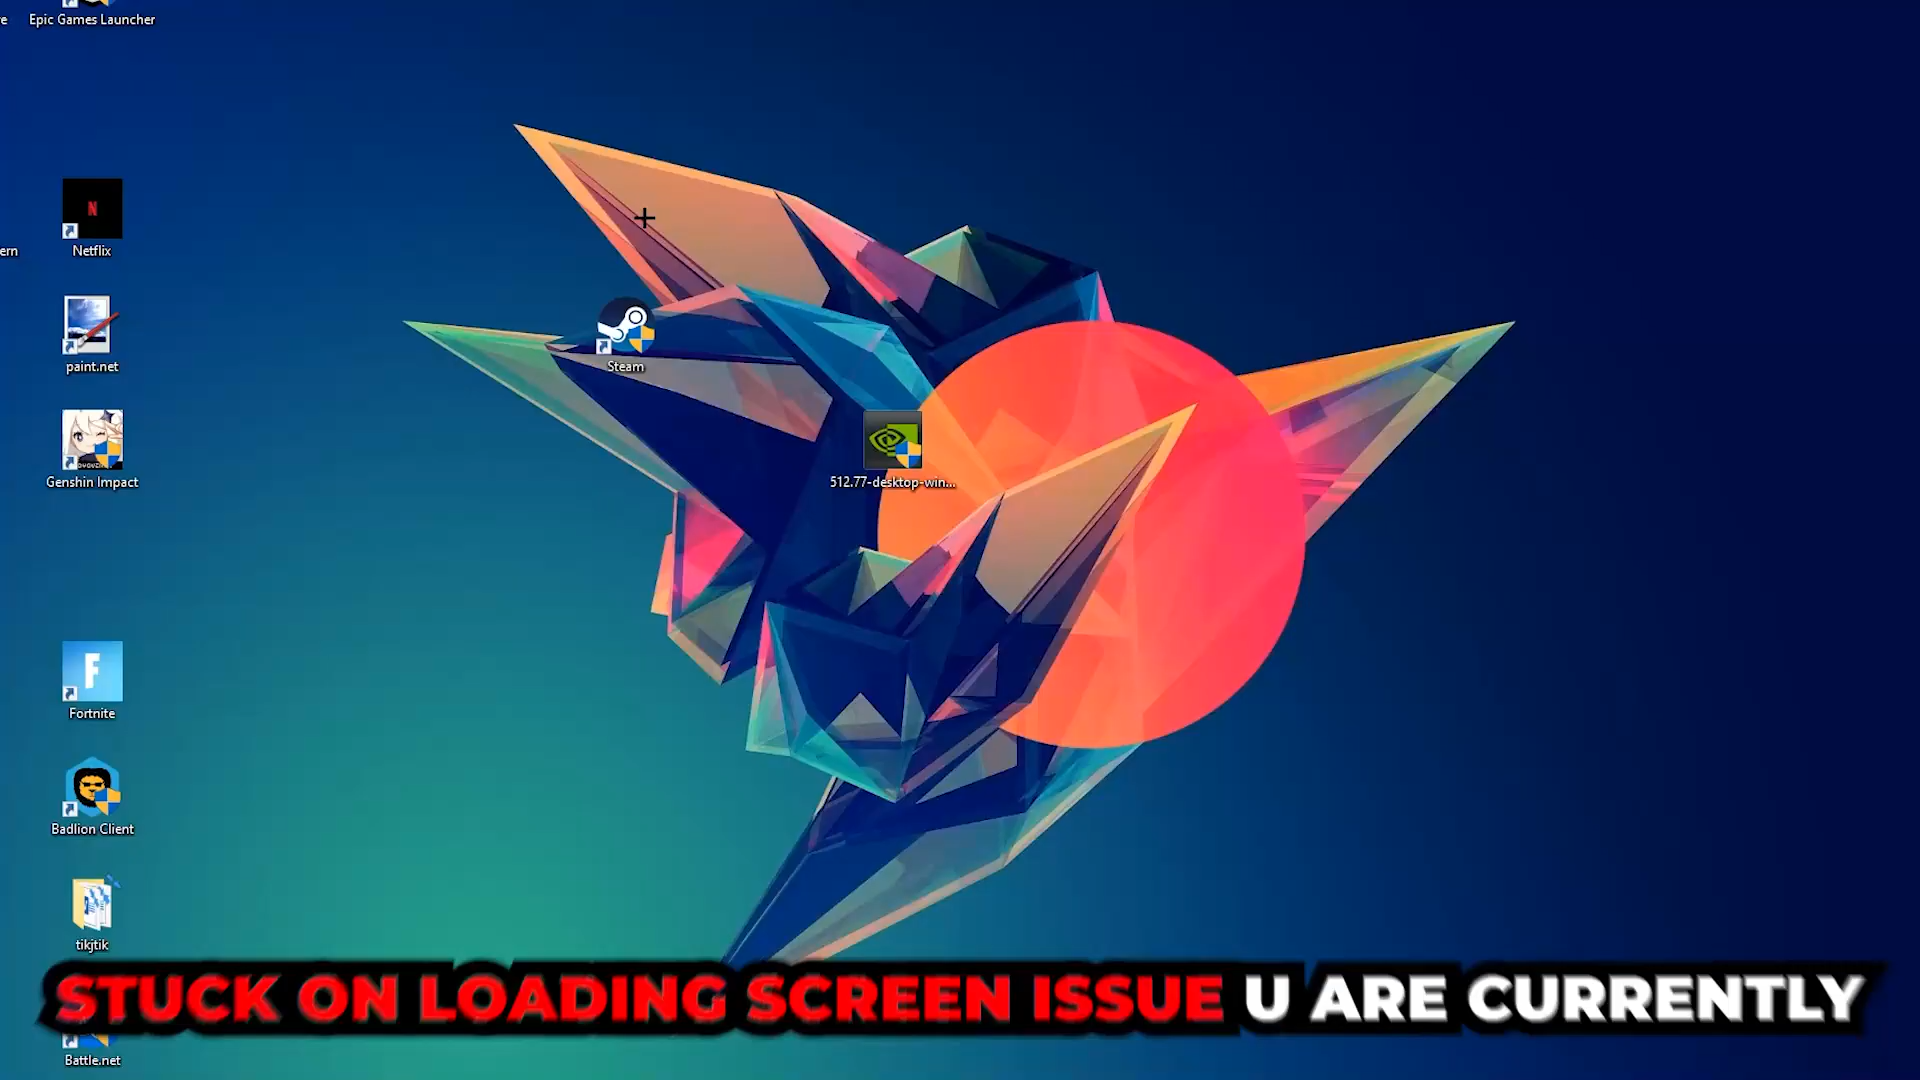 Epic Games Launcher
Netflix
ern
paint.net
Steam
Genshin Impact
512.77-desktop-win...
F
Fortnite
Badlion Client
tikjtik
STUCK ON LOADING SCREEN ISSUE U ARE CURRENTLY
Battle.net